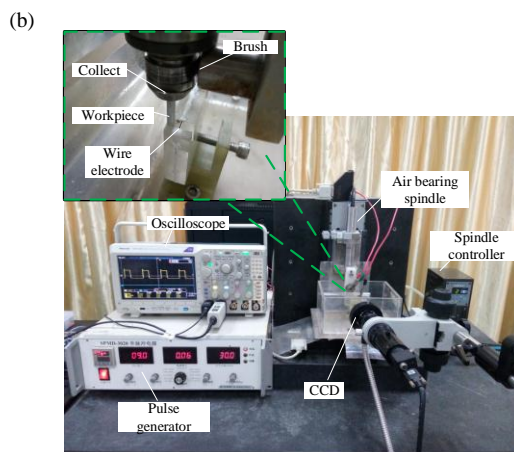 (b)
Brush
Collect
Workpiece
Wire
electrode
Air bearing
spindle
Oscilloscope
Spindle
controller
09.0 0.06 30.0
CCD
Pulse
generator